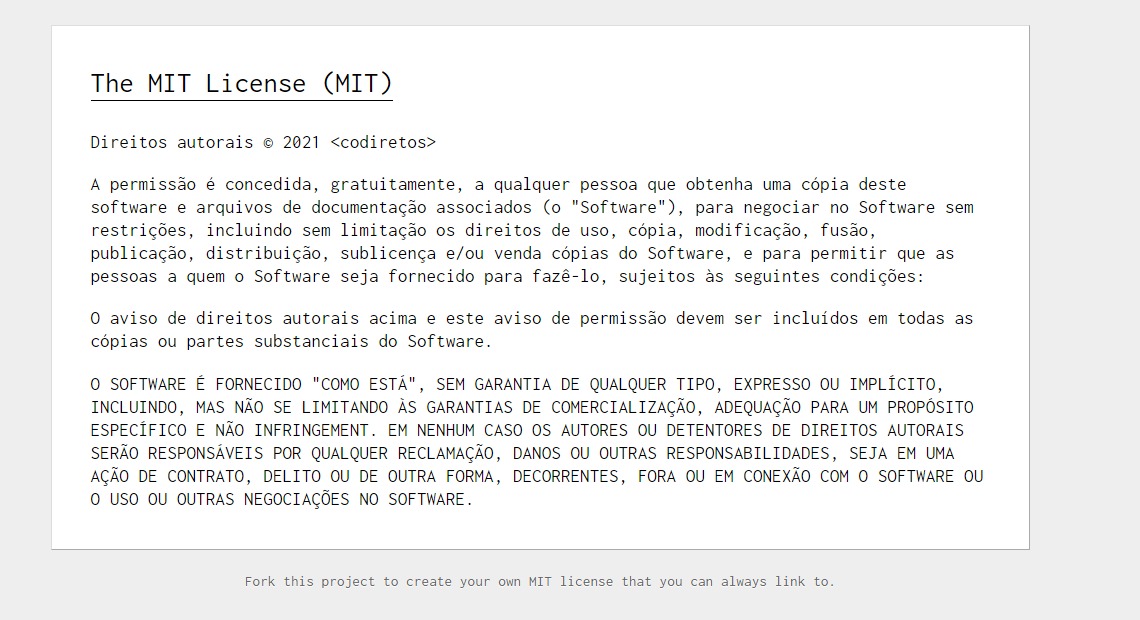 The MIT License (MIT)
Direitos autorais © 2021 <codiretos>
A permissão é concedida, gratuitamente, a qualquer pessoa que obtenha uma cópia deste
software e arquivos de documentação associados (o "Software"), para negociar no Software sem
restrições, incluindo sem limitação os direitos de uso, cópia, modificação, fusão,
publicação, distribuição, sublicença e/ou venda cópias do Software, e para permitir que as
pessoas a quem o Software seja fornecido para fazê-lo, sujeitos às seguintes condições:
O aviso de direitos autorais acima e este aviso de permissão devem ser incluídos em todas as
cópias ou partes substanciais do Software.
O SOFTWARE É FORNECIDO "COMO ESTÁ", SEM GARANTIA DE QUALQUER TIPO, EXPRESSO OU IMPLÍCITO,
INCLUINDO, MAS NÃO SE LIMITANDO ÀS GARANTIAS DE COMERCIALIZAÇÃO, ADEQUAÇÃO PARA UM PROPÓSITO
ESPECÍFICO E NÃO INFRINGEMENT. EM NENHUM CASO OS AUTORES OU DETENTORES DE DIREITOS AUTORAIS
SERÃO RESPONSÁVEIS POR QUALQUER RECLAMAÇÃO, DANOS OU OUTRAS RESPONSABILIDADES, SEJA EM UMA
AÇÃO DE CONTRATO, DELITO OU DE OUTRA FORMA, DECORRENTES, FORA OU EM CONEXÃO COM O SOFTWARE OU
O USO OU OUTRAS NEGOCIAÇÕES NO SOFTWARE.
Fork this project to create your own MIT license that you can always link to.